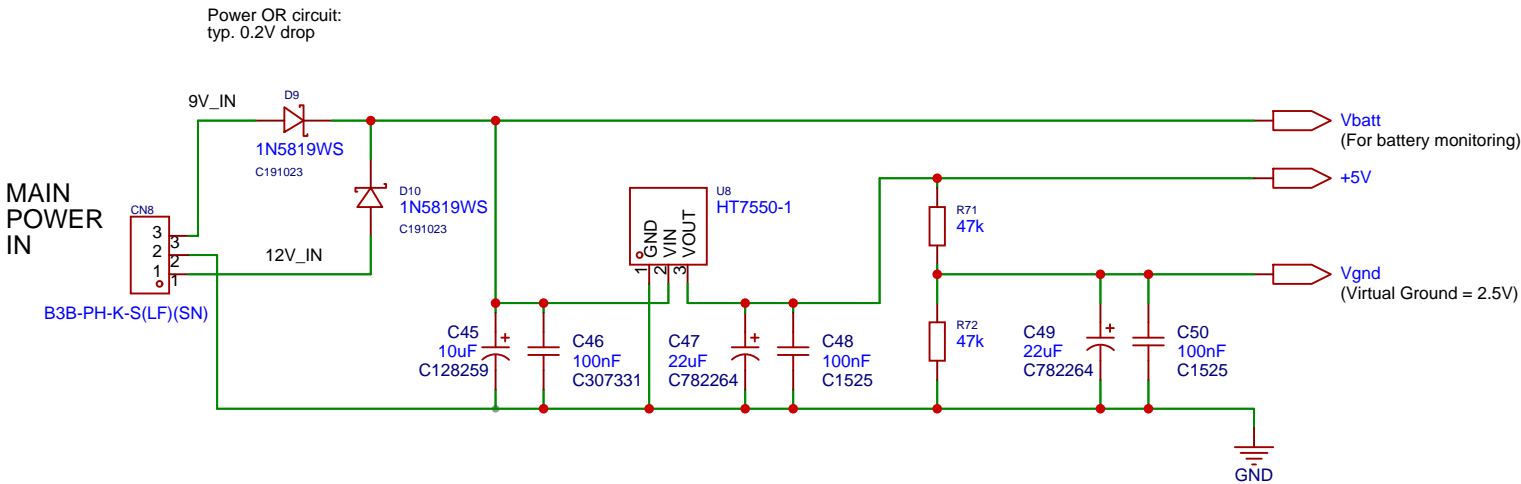 Power OR circuit:
typ. 0.2V drop
9V_IN
D9
1N5819WS
C191023
Vbatt
(For battery monitoring)
+5V
MAIN
POWER
IN
CN8
3
2
1
3
2
1
B3B-PH-K-S(LF)(SN)
12V_IN
D10
1N5819WS
C191023
U8
HT7550-1
GND
VIN
VOUT
1
2
3
R71
47k
Vgnd
(Virtual Ground = 2.5V)
C45
10uF
C128259
+
C46
100nF
C307331
C47
22uF
C782264
+
C48
100nF
C1525
R72
47k
C49
22uF
C782264
+
C50
100nF
C1525
GND